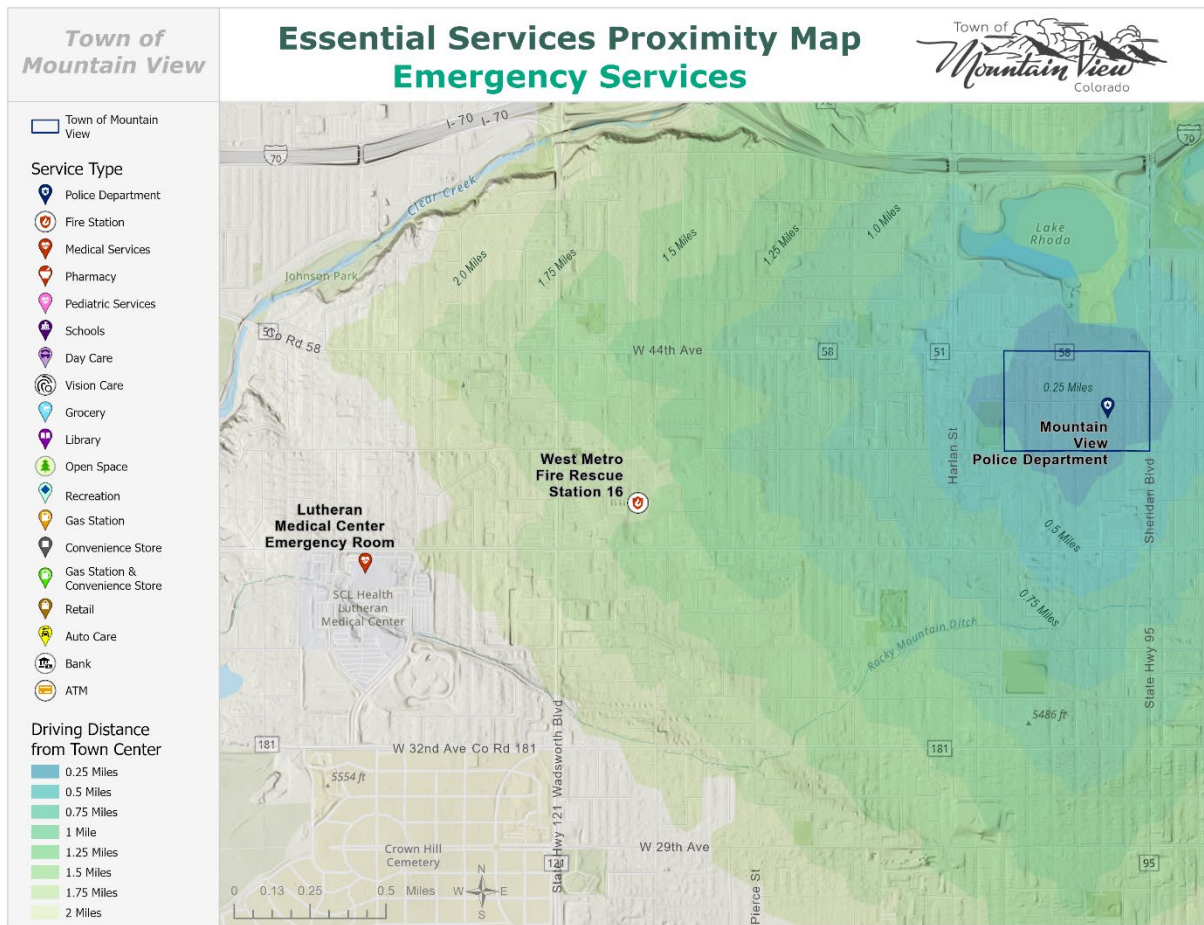 Town of
Mountain View
Essential Services Proximity Map
Emergency Services
Town of
Mountain View
Colorado
Town of Mountain
View
Service Type
Police Department
Fire Station
Medical Services
Pharmacy
Pediatric Services
Schools
Day Care
Vision Care
Grocery
Library
Open Space
Recreation
Gas Station
Convenience Store
Gas Station &
Convenience Store
Retail
Auto Care
Bank
ATM
Driving Distance
from Town Center
0.25 Miles
0.5 Miles
0.75 Miles
1 Mile
1.25 Miles
1.5 Miles
1.75 Miles
2 Miles
I- 70 I- 70
70
70
Clear Creek
Johnson Park
Lake
Rhoda
2.0 Miles
1.75 Miles
1.5 Miles
1.25 Miles
1.0 Miles
Co Rd 58
W 44th Ave
58
51
58
0.25 Miles
Mountain
View
Police Department
Harlan St
Sheridan Blvd
West Metro
Fire Rescue
Station 16
Lutheran
Medical Center
Emergency Room
SCL Health
Lutheran
Medical Center
0.5 Miles
0.75 Miles
Rocky Mountain Ditch
State Hwy 95
5486 ft
181
W 32nd Ave Co Rd 181
181
5554 ft
State Hwy 121 Wadsworth Blvd
Crown Hill
Cemetery
W 29th Ave
121
95
Pierce St
0 0.13 0.25 0.5 Miles
N
W E
S